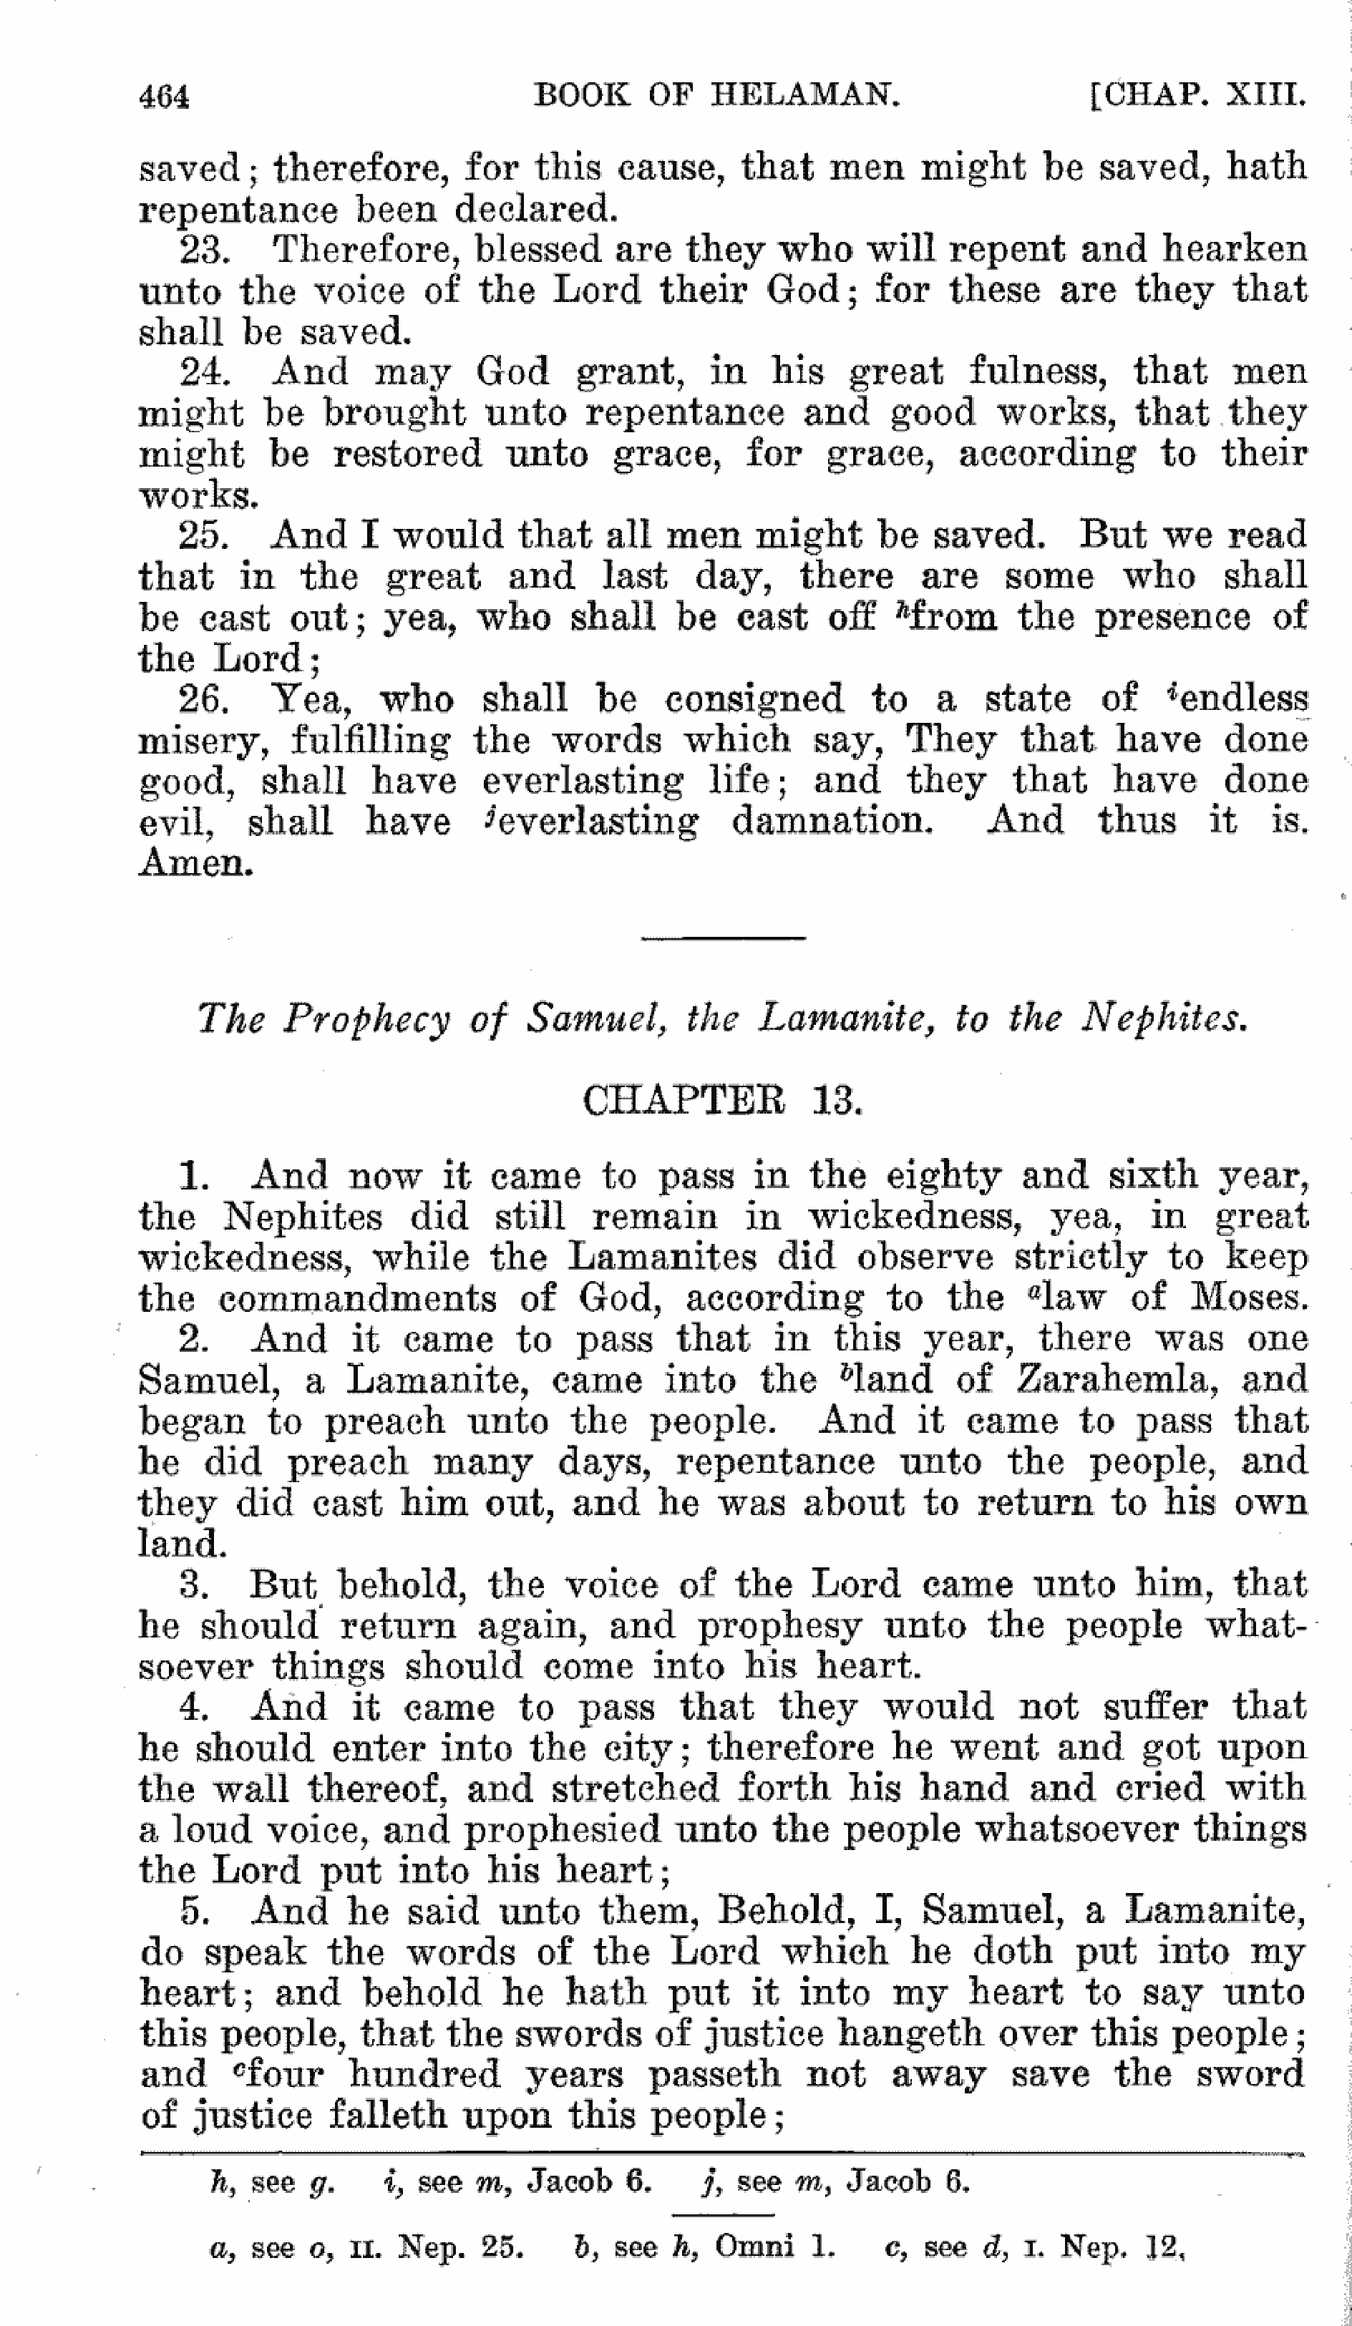 464 BOOK OF HELAMAN. [CHAP. XIII.
saved; therefore, for this cause, that men might be saved, hath
repentance been declared.
23. Therefore, blessed are they who will repent and hearken
unto the voice of the Lord their God; for these are they that
shall be saved.
24. And may God grant, in his great fulness, that men
might be brought unto repentance and good works, that they
might be restored unto grace, for grace, according to their
works.
25. And I would that all men might be saved. But we read
that in the great and last day, there are some who shall
be cast out; yea, who shall be cast off hfrom the presence of
the Lord;
26. Yea, who shall be consigned to a state of iendless
misery, fulfilling the words which say, They that have done
good, shall have everlasting life; and they that have done
evil, shall have jeverlasting damnation. And thus it is.
Amen.
The Prophecy of Samuel, the Lamanite, to the Nephites.
CHAPTER 13.
1. And now it came to pass in the eighty and sixth year,
the Nephites did still remain in wickedness, yea, in great
wickedness, while the Lamanites did observe strictly to keep
the commandments of God, according to the alaw of Moses.
2. And it came to pass that in this year, there was one
Samuel, a Lamanite, came into the bland of Zarahemla, and
began to preach unto the people. And it came to pass that
he did preach many days, repentance unto the people, and
they did cast him out, and he was about to return to his own
land.
3. But behold, the voice of the Lord came unto him, that
he should return again, and prophesy unto the people what-
soever things should come into his heart.
4. And it came to pass that they would not suffer that
he should enter into the city; therefore he went and got upon
the wall thereof, and stretched forth his hand and cried with
a loud voice, and prophesied unto the people whatsoever things
the Lord put into his heart;
5. And he said unto them, Behold, I, Samuel, a Lamanite,
do speak the words of the Lord which he doth put into my
heart; and behold he hath put it into my heart to say unto
this people, that the swords of justice hangeth over this people;
and cfour hundred years passeth not away save the sword
of justice falleth upon this people;
h, see g. i, see m, Jacob 6. j, see m, Jacob 6.
a, see o, II. Nep. 25. b, see h, Omni 1. c, see d, I. Nep. 12,